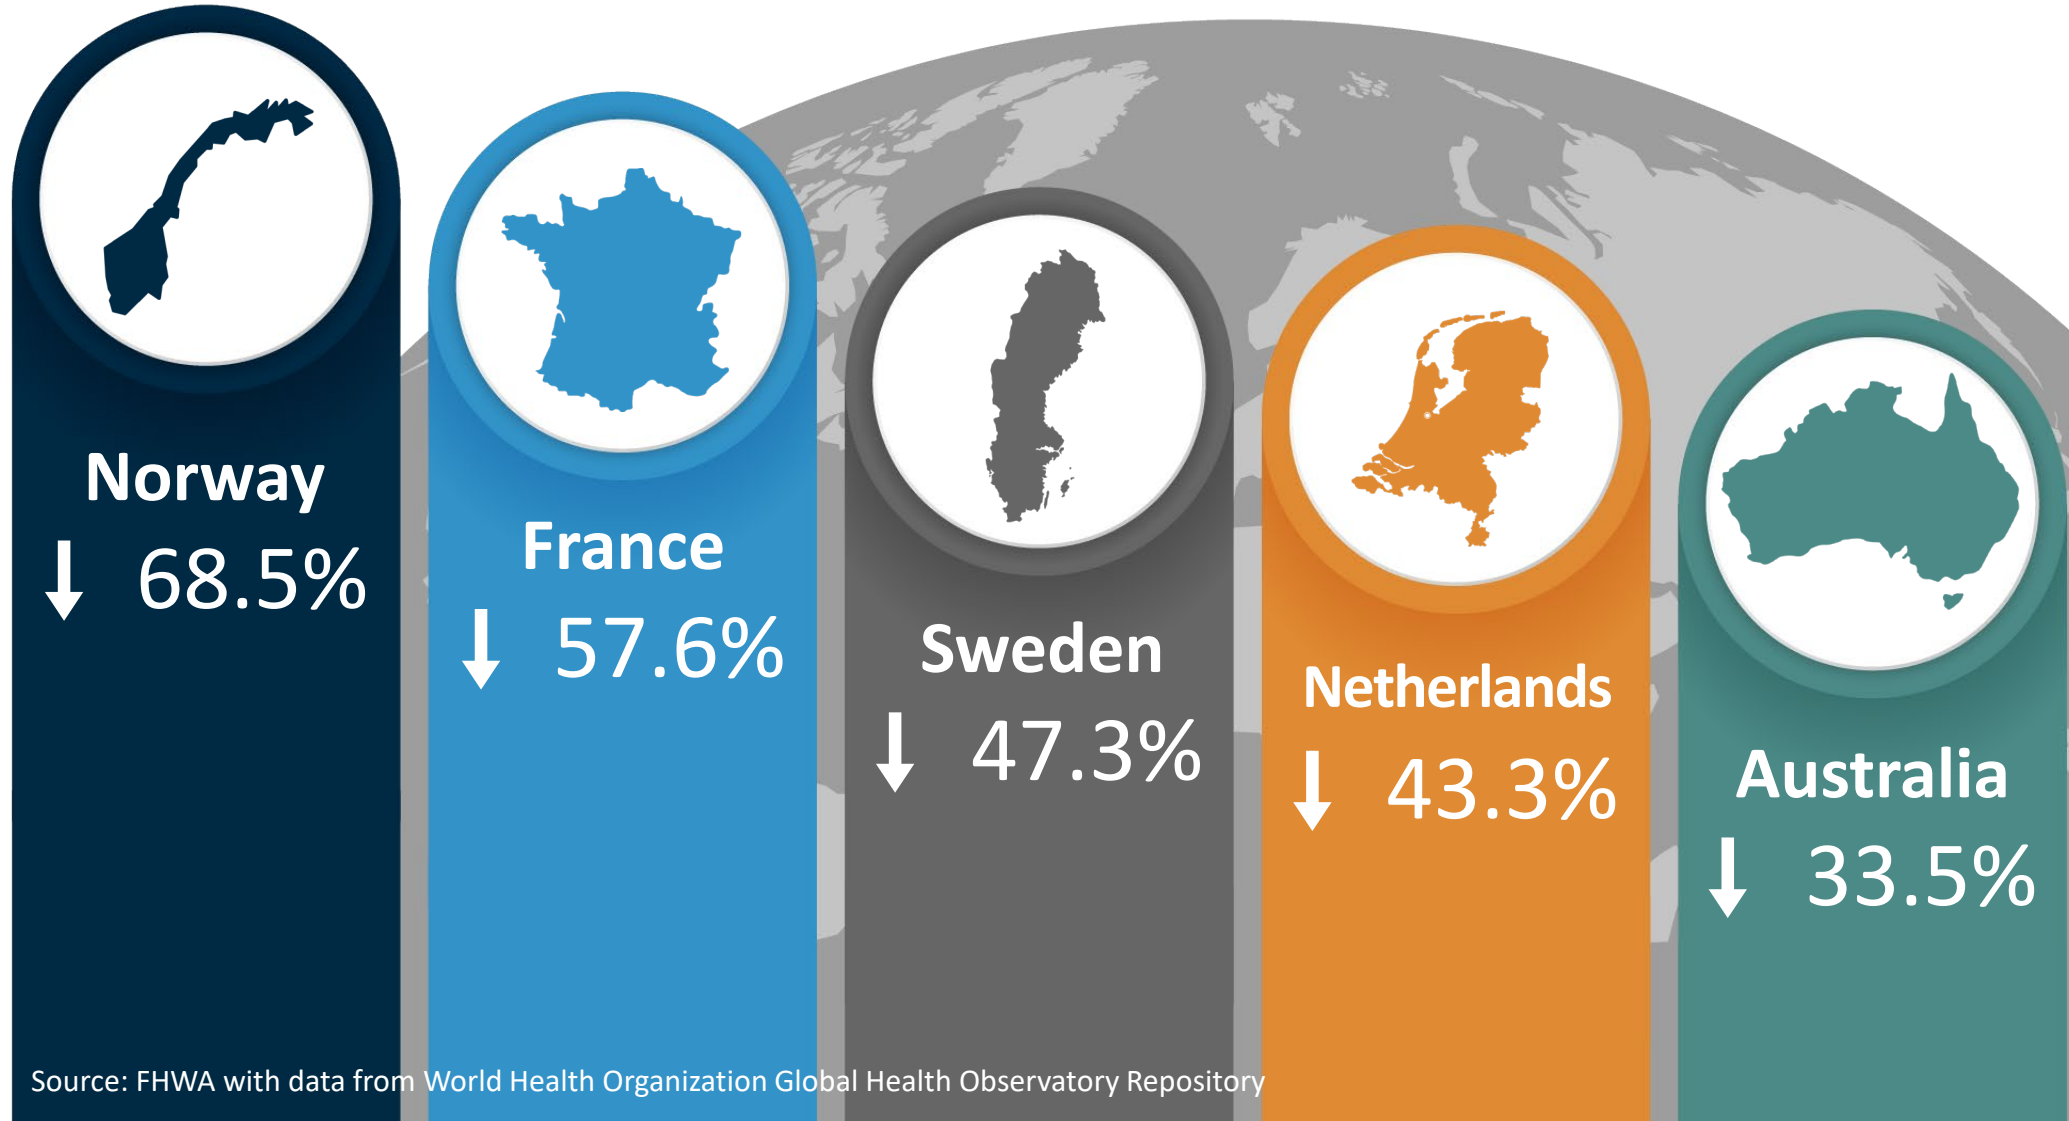 Norway
↓ 68.5%
France
↓ 57.6%
Sweden
↓ 47.3%
Netherlands
↓ 43.3%
Australia
↓ 33.5%
Source: FHWA with data from World Health Organization Global Health Observatory Repository